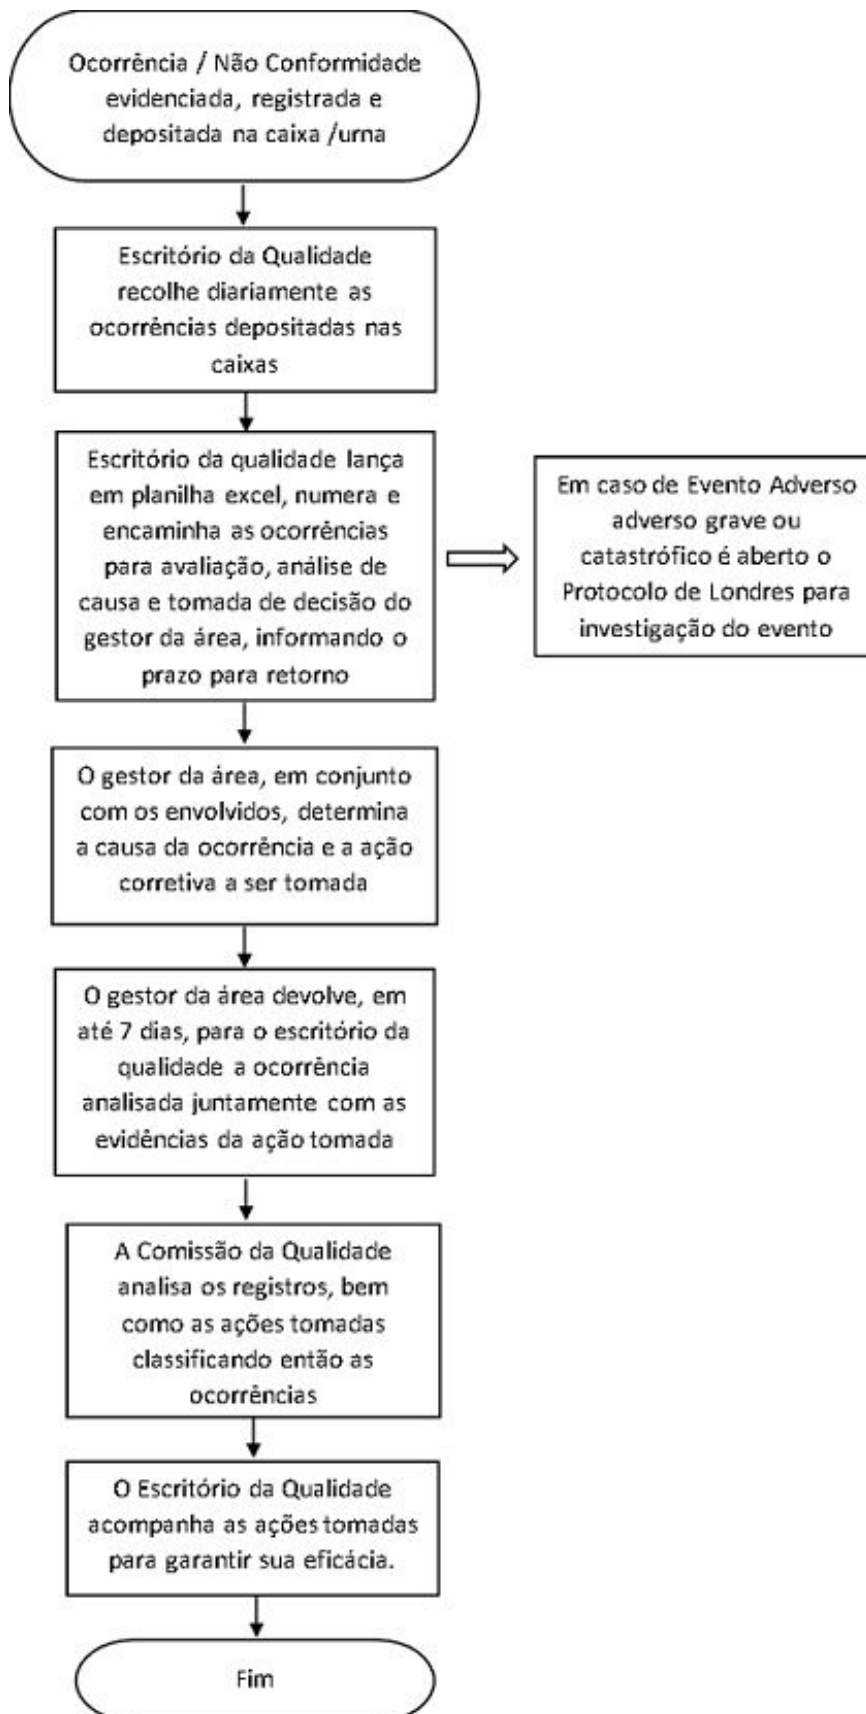 Ocorrência / Não Conformidade
evidenciada, registrada e
depositada na caixa /urna
Escritório da Qualidade
recolhe diariamente as
ocorrências depositadas nas
caixas
Escritório da qualidade lança
em planilha excel, numera e
encaminha as ocorrências
para avaliação, análise de
causa e tomada de decisão do
gestor da área, informando o
prazo para retorno
Em caso de Evento Adverso
adverso grave ou
catastrófico é aberto o
Protocolo de Londres para
investigação do evento
O gestor da área, em conjunto
com os envolvidos, determina
a causa da ocorrência e a ação
corretiva a ser tomada
O gestor da área devolve, em
até 7 dias, para o escritório da
qualidade a ocorrência
analisada juntamente com as
evidências da ação tomada
A Comissão da Qualidade
analisa os registros, bem
como as ações tomadas
classificando então as
ocorrências
O Escritório da Qualidade
acompanha as ações tomadas
para garantir sua eficácia.
Fim